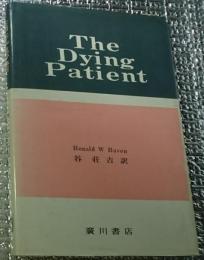 The
Dying
Patient
Ronald W Raven
谷 荘吉 訳
廣川書店